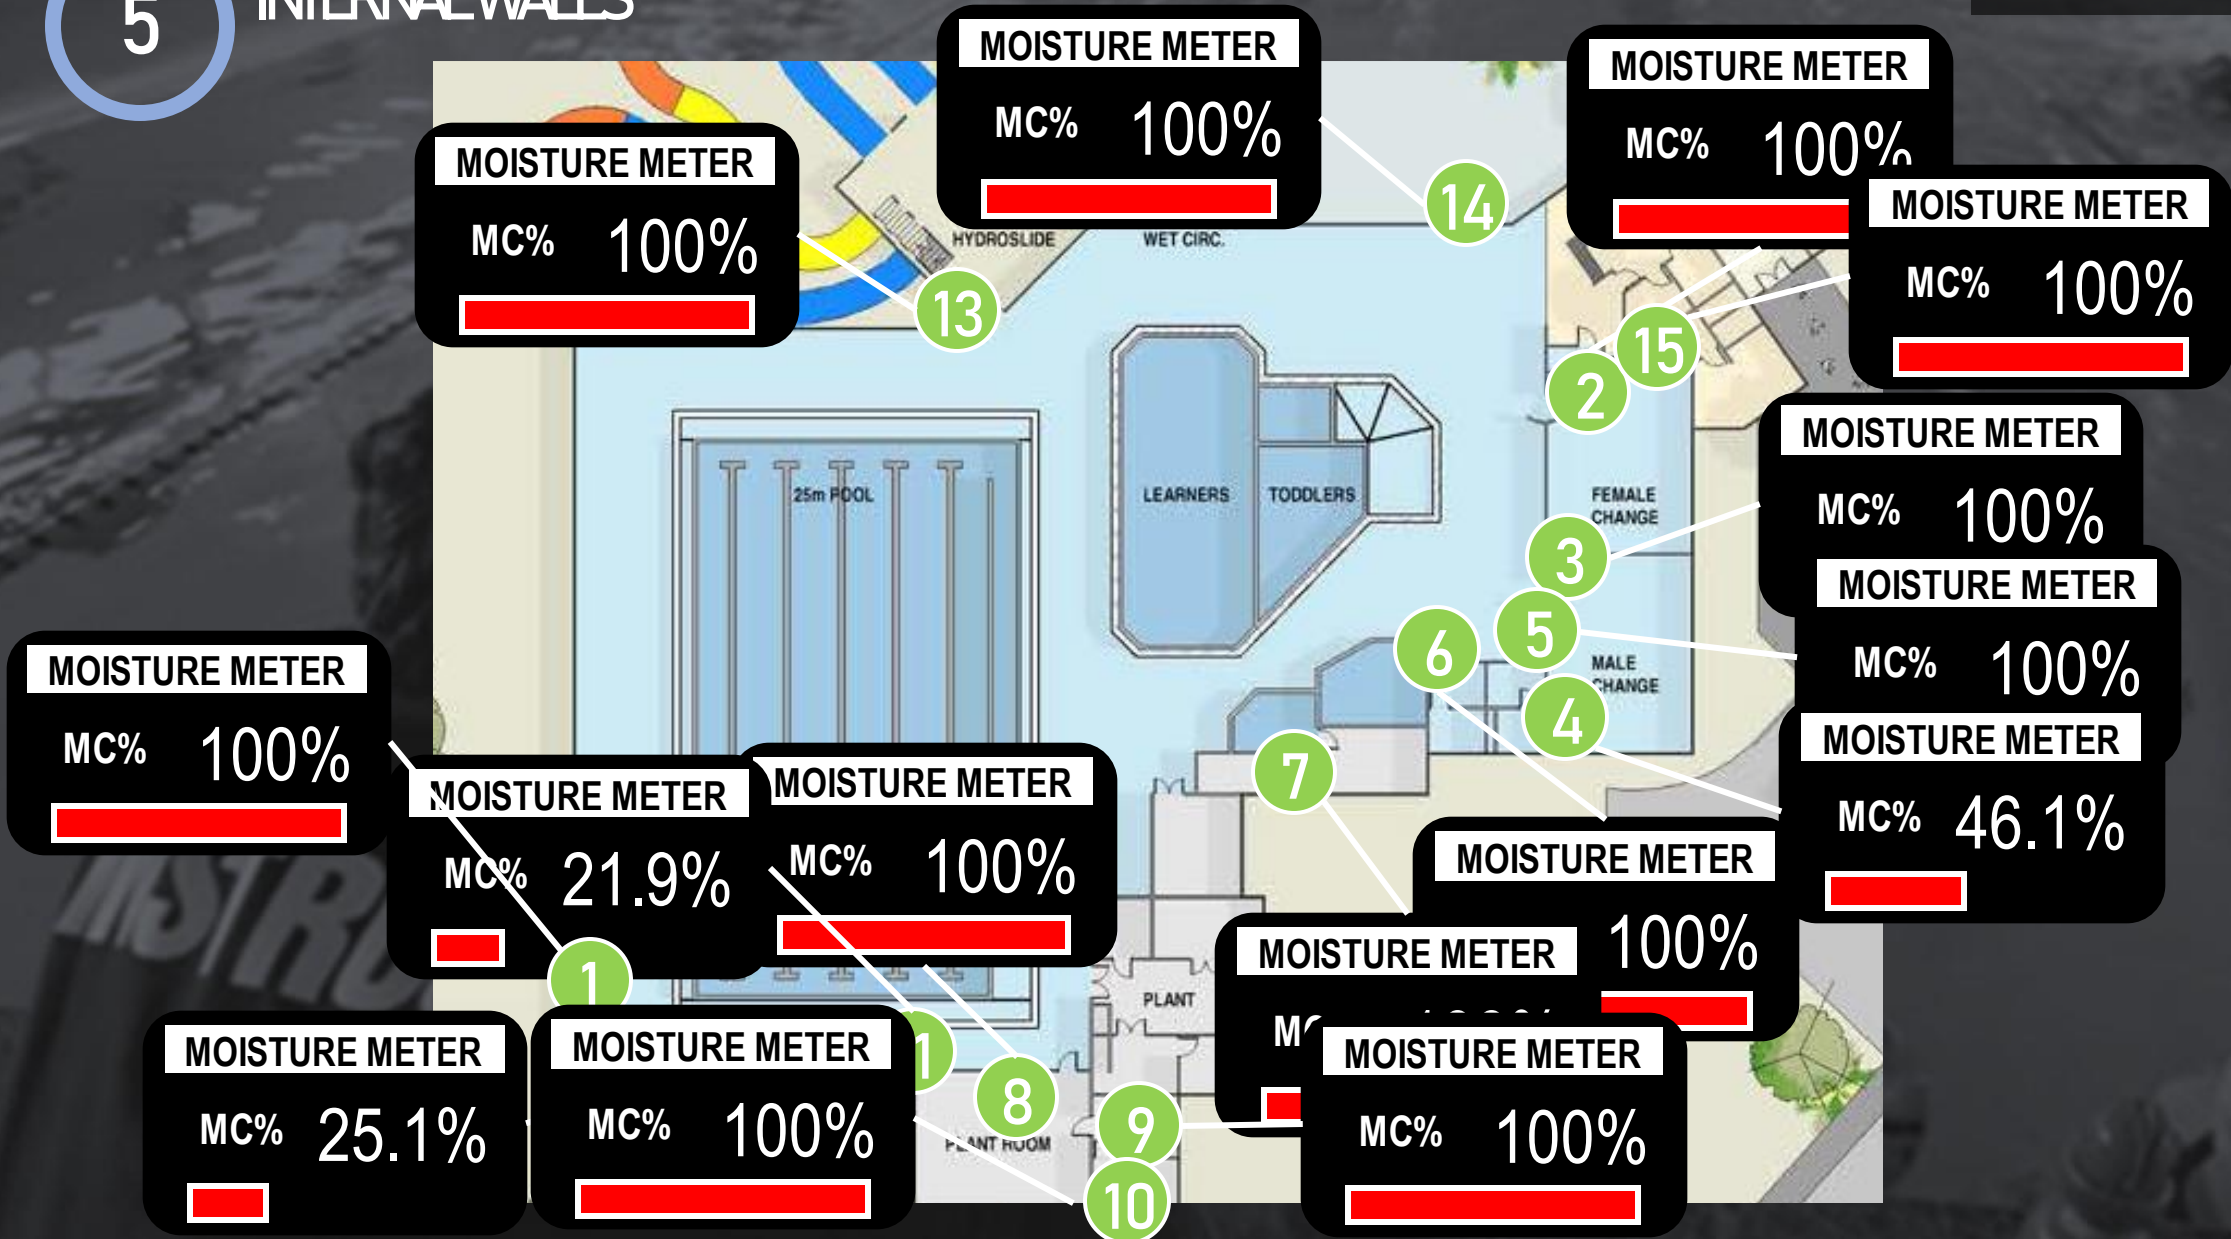 5
INTERNAL WALLS
MOISTURE METER
MC% 100%
MOISTURE METER
MC% 100%
MOISTURE METER
MC% 100%
MOISTURE METER
MC% 100%
14
HYDROSLIDE
WET CIRC.
13
15
2
MOISTURE METER
MC% 100%
25m POOL
LEARNERS
TODDLERS
FEMALE
CHANGE
3
MOISTURE METER
MC% 100%
5
6
MALE
CHANGE
4
MOISTURE METER
MC% 46.1%
MOISTURE METER
MC% 100%
7
MOISTURE METER
MC% 21.9%
MOISTURE METER
MC% 100%
MOISTURE METER
100%
MOISTURE METER
1
PLANT
MOISTURE METER
MC% 25.1%
MOISTURE METER
MC% 100%
1
8
9
PLANT ROOM
10
MOISTURE METER
MC% 100%